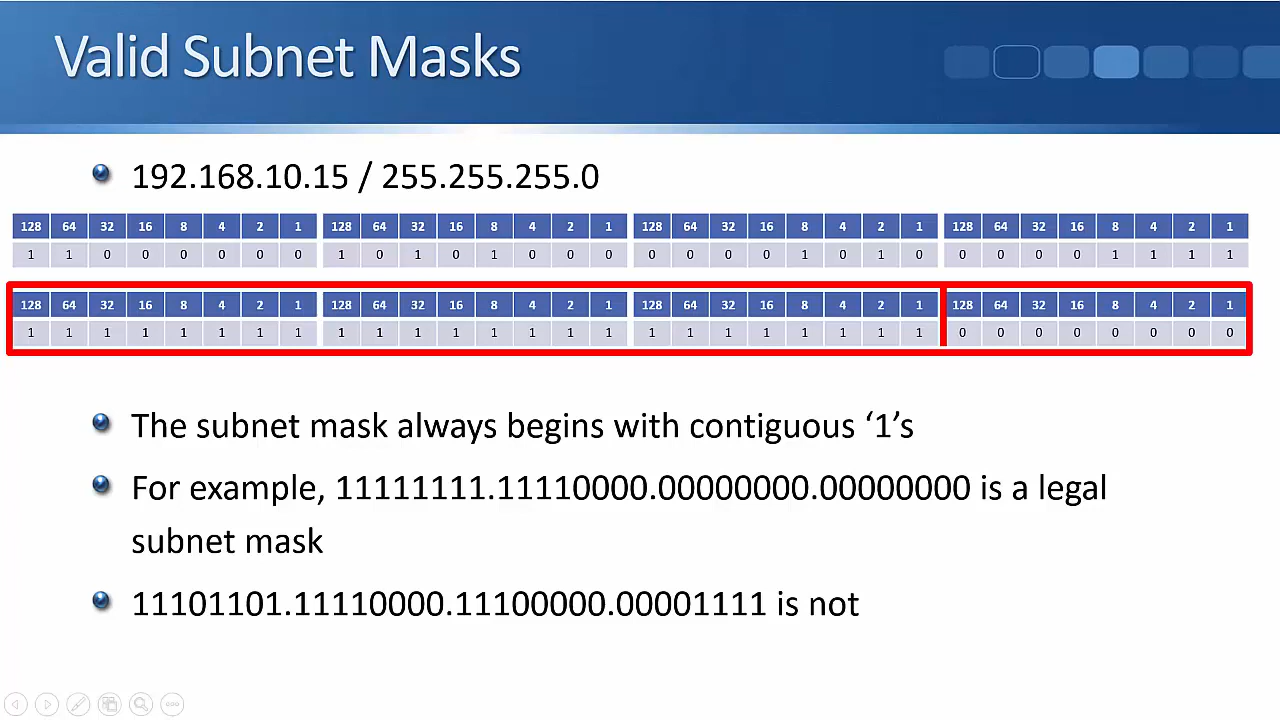 Valid Subnet Masks
192.168.10.15 / 255.255.255.0
128 64 32 16 8 4 2 1 128 64 32 16 8 4 2 1 128 64 32 16 8 4 2 1 128 64 32 16 8 4 2 1
1 1 0 0 0 0 0 0 1 0 1 0 1 0 0 0 0 0 0 0 1 0 1 0 0 0 0 0 1 1 1 1
128 64 32 16 8 4 2 1 128 64 32 16 8 4 2 1 128 64 32 16 8 4 2 1 128 64 32 16 8 4 2 1
1 1 1 1 1 1 1 1 1 1 1 1 1 1 1 1 1 1 1 1 1 1 1 1 0 0 0 0 0 0 0 0
The subnet mask always begins with contiguous ‘1’s
For example, 11111111.11110000.00000000.00000000 is a legal
subnet mask
11101101.11110000.11100000.00001111 is not